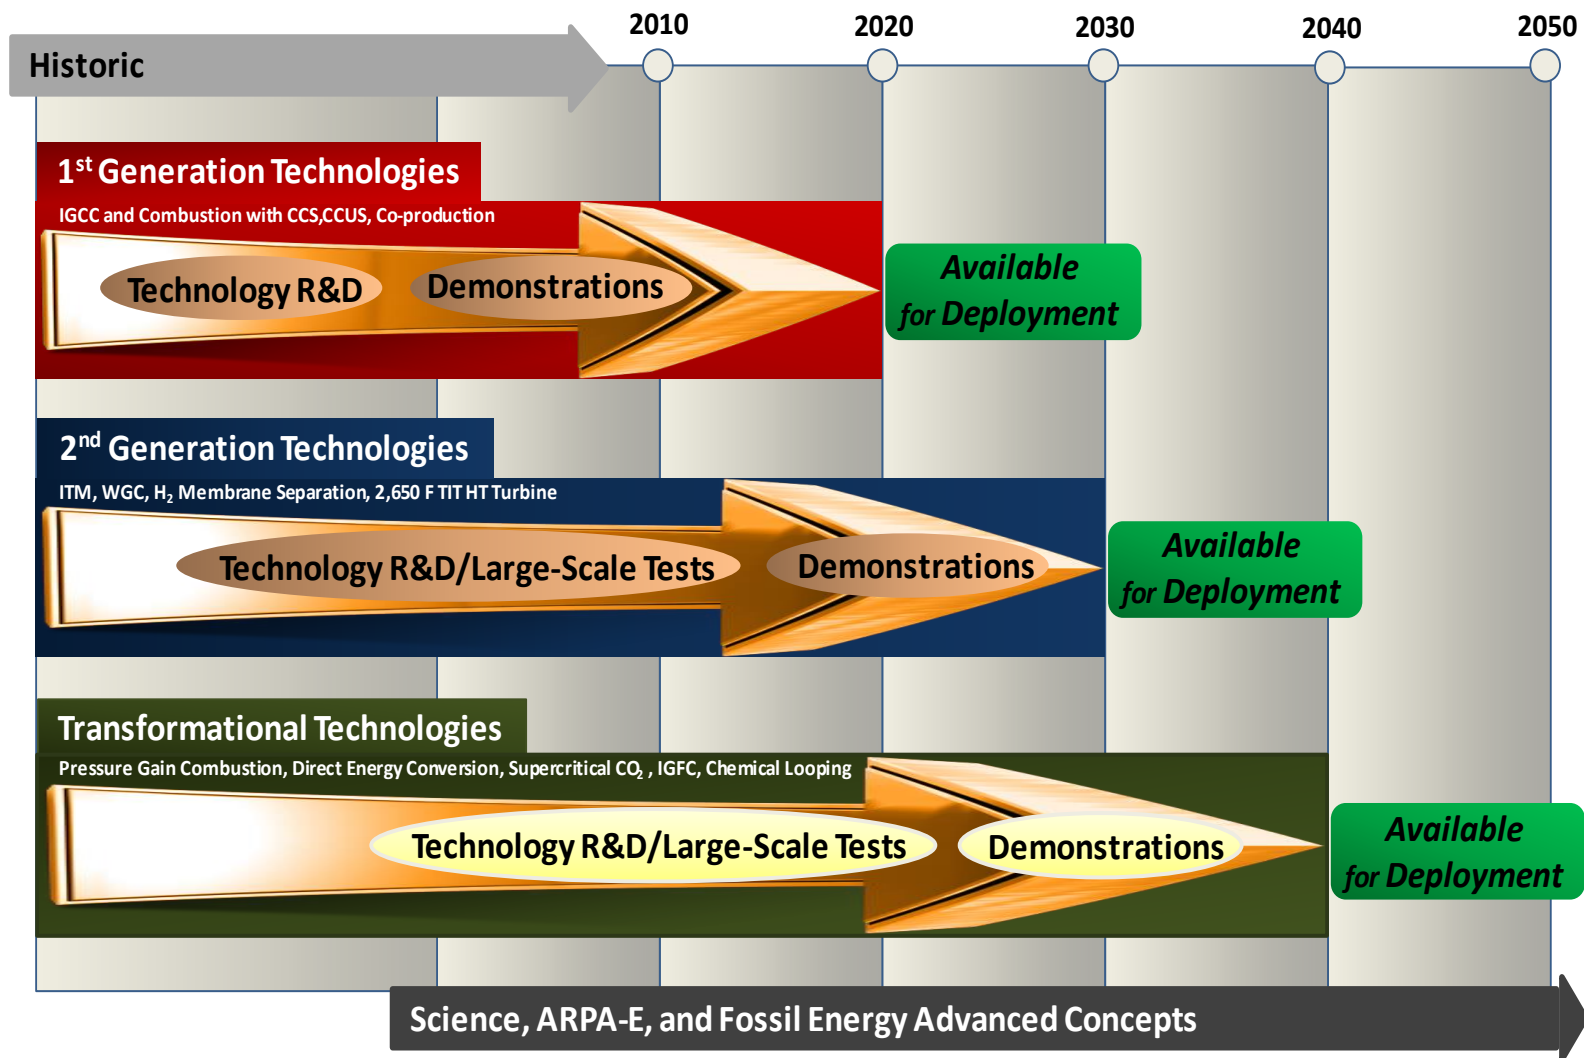 2010 2020 2030 2040 2050
Historic
1st Generation Technologies
IGCC and Combustion with CCS,CCUS, Co-production
Technology R&D
Demonstrations
Available
for Deployment
2nd Generation Technologies
ITM, WGC, H2 Membrane Separation, 2,650 F TIT HT Turbine
Technology R&D/Large-Scale Tests
Demonstrations
Available
for Deployment
Transformational Technologies
Pressure Gain Combustion, Direct Energy Conversion, Supercritical CO2 , IGFC, Chemical Looping
Technology R&D/Large-Scale Tests
Demonstrations
Available
for Deployment
Science, ARPA-E, and Fossil Energy Advanced Concepts